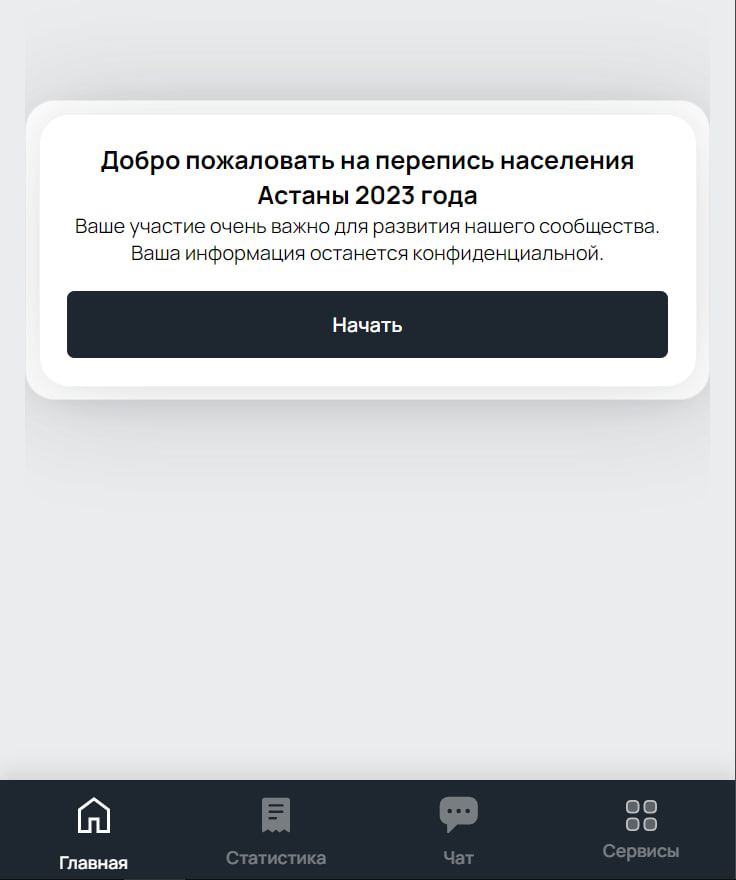 Добро пожаловать на перепись населения
Астаны 2023 года
Ваше участие очень важно для развития нашего сообщества.
Ваша информация останется конфиденциальной.
Начать
Главная
Статистика
Чат
Сервисы